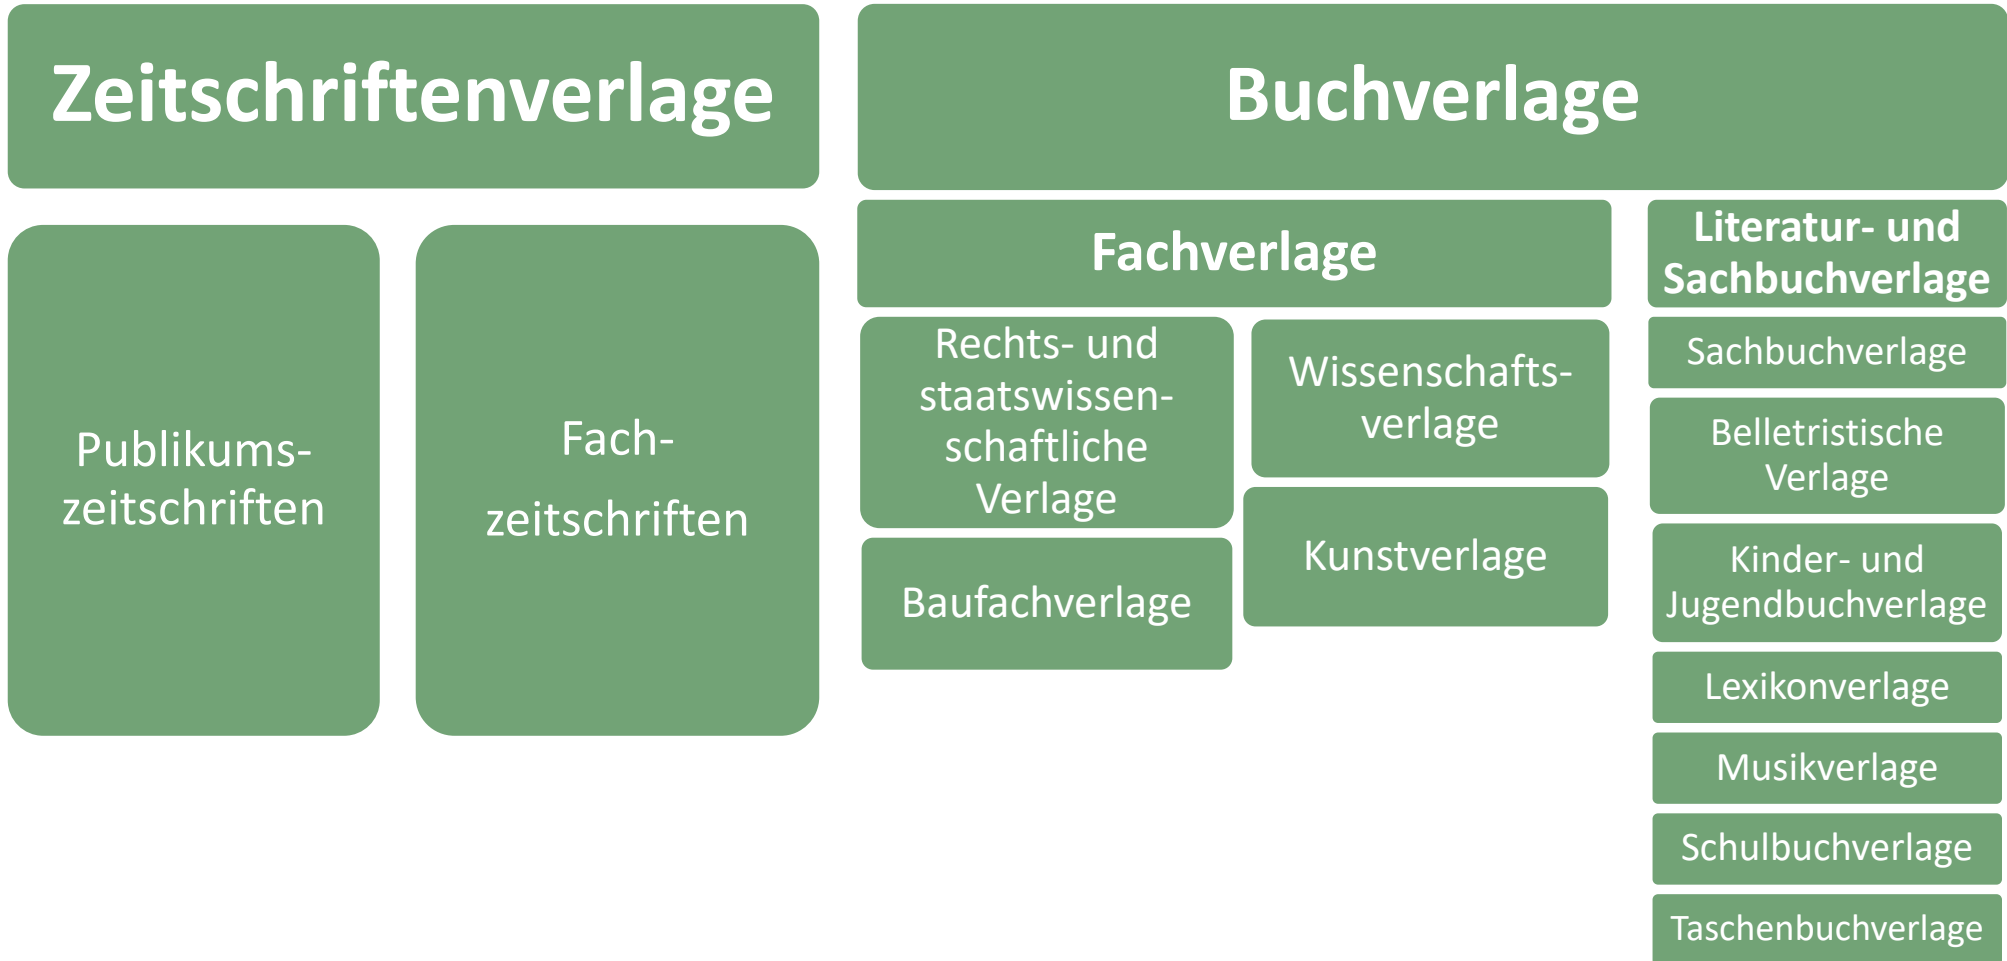 Zeitschriftenverlage
Publikums-
zeitschriften
Fach-
zeitschriften
Buchverlage
Fachverlage
Rechts- und
staatswissen-
schaftliche
Verlage
Baufachverlage
Wissenschafts-
verlage
Kunstverlage
Literatur- und
Sachbuchverlage
Sachbuchverlage
Belletristische
Verlage
Kinder- und
Jugendbuchverlage
Lexikonverlage
Musikverlage
Schulbuchverlage
Taschenbuchverlage